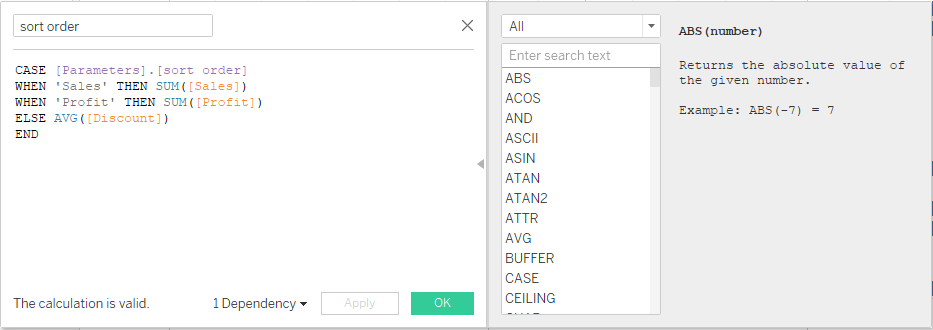 sort order
CASE [Parameters].[sort order]
WHEN 'Sales' THEN SUM([Sales])
WHEN 'Profit' THEN SUM([Profit])
ELSE AVG([Discount])
END
The calculation is valid.
1 Dependency
Apply
OK
All
Enter search text
ABS
ACOS
AND
ASCII
ASIN
ATAN
ATAN2
ATTR
AVG
BUFFER
CASE
CEILING
ABS(number)
Returns the absolute value of
the given number.
Example: ABS(-7) = 7